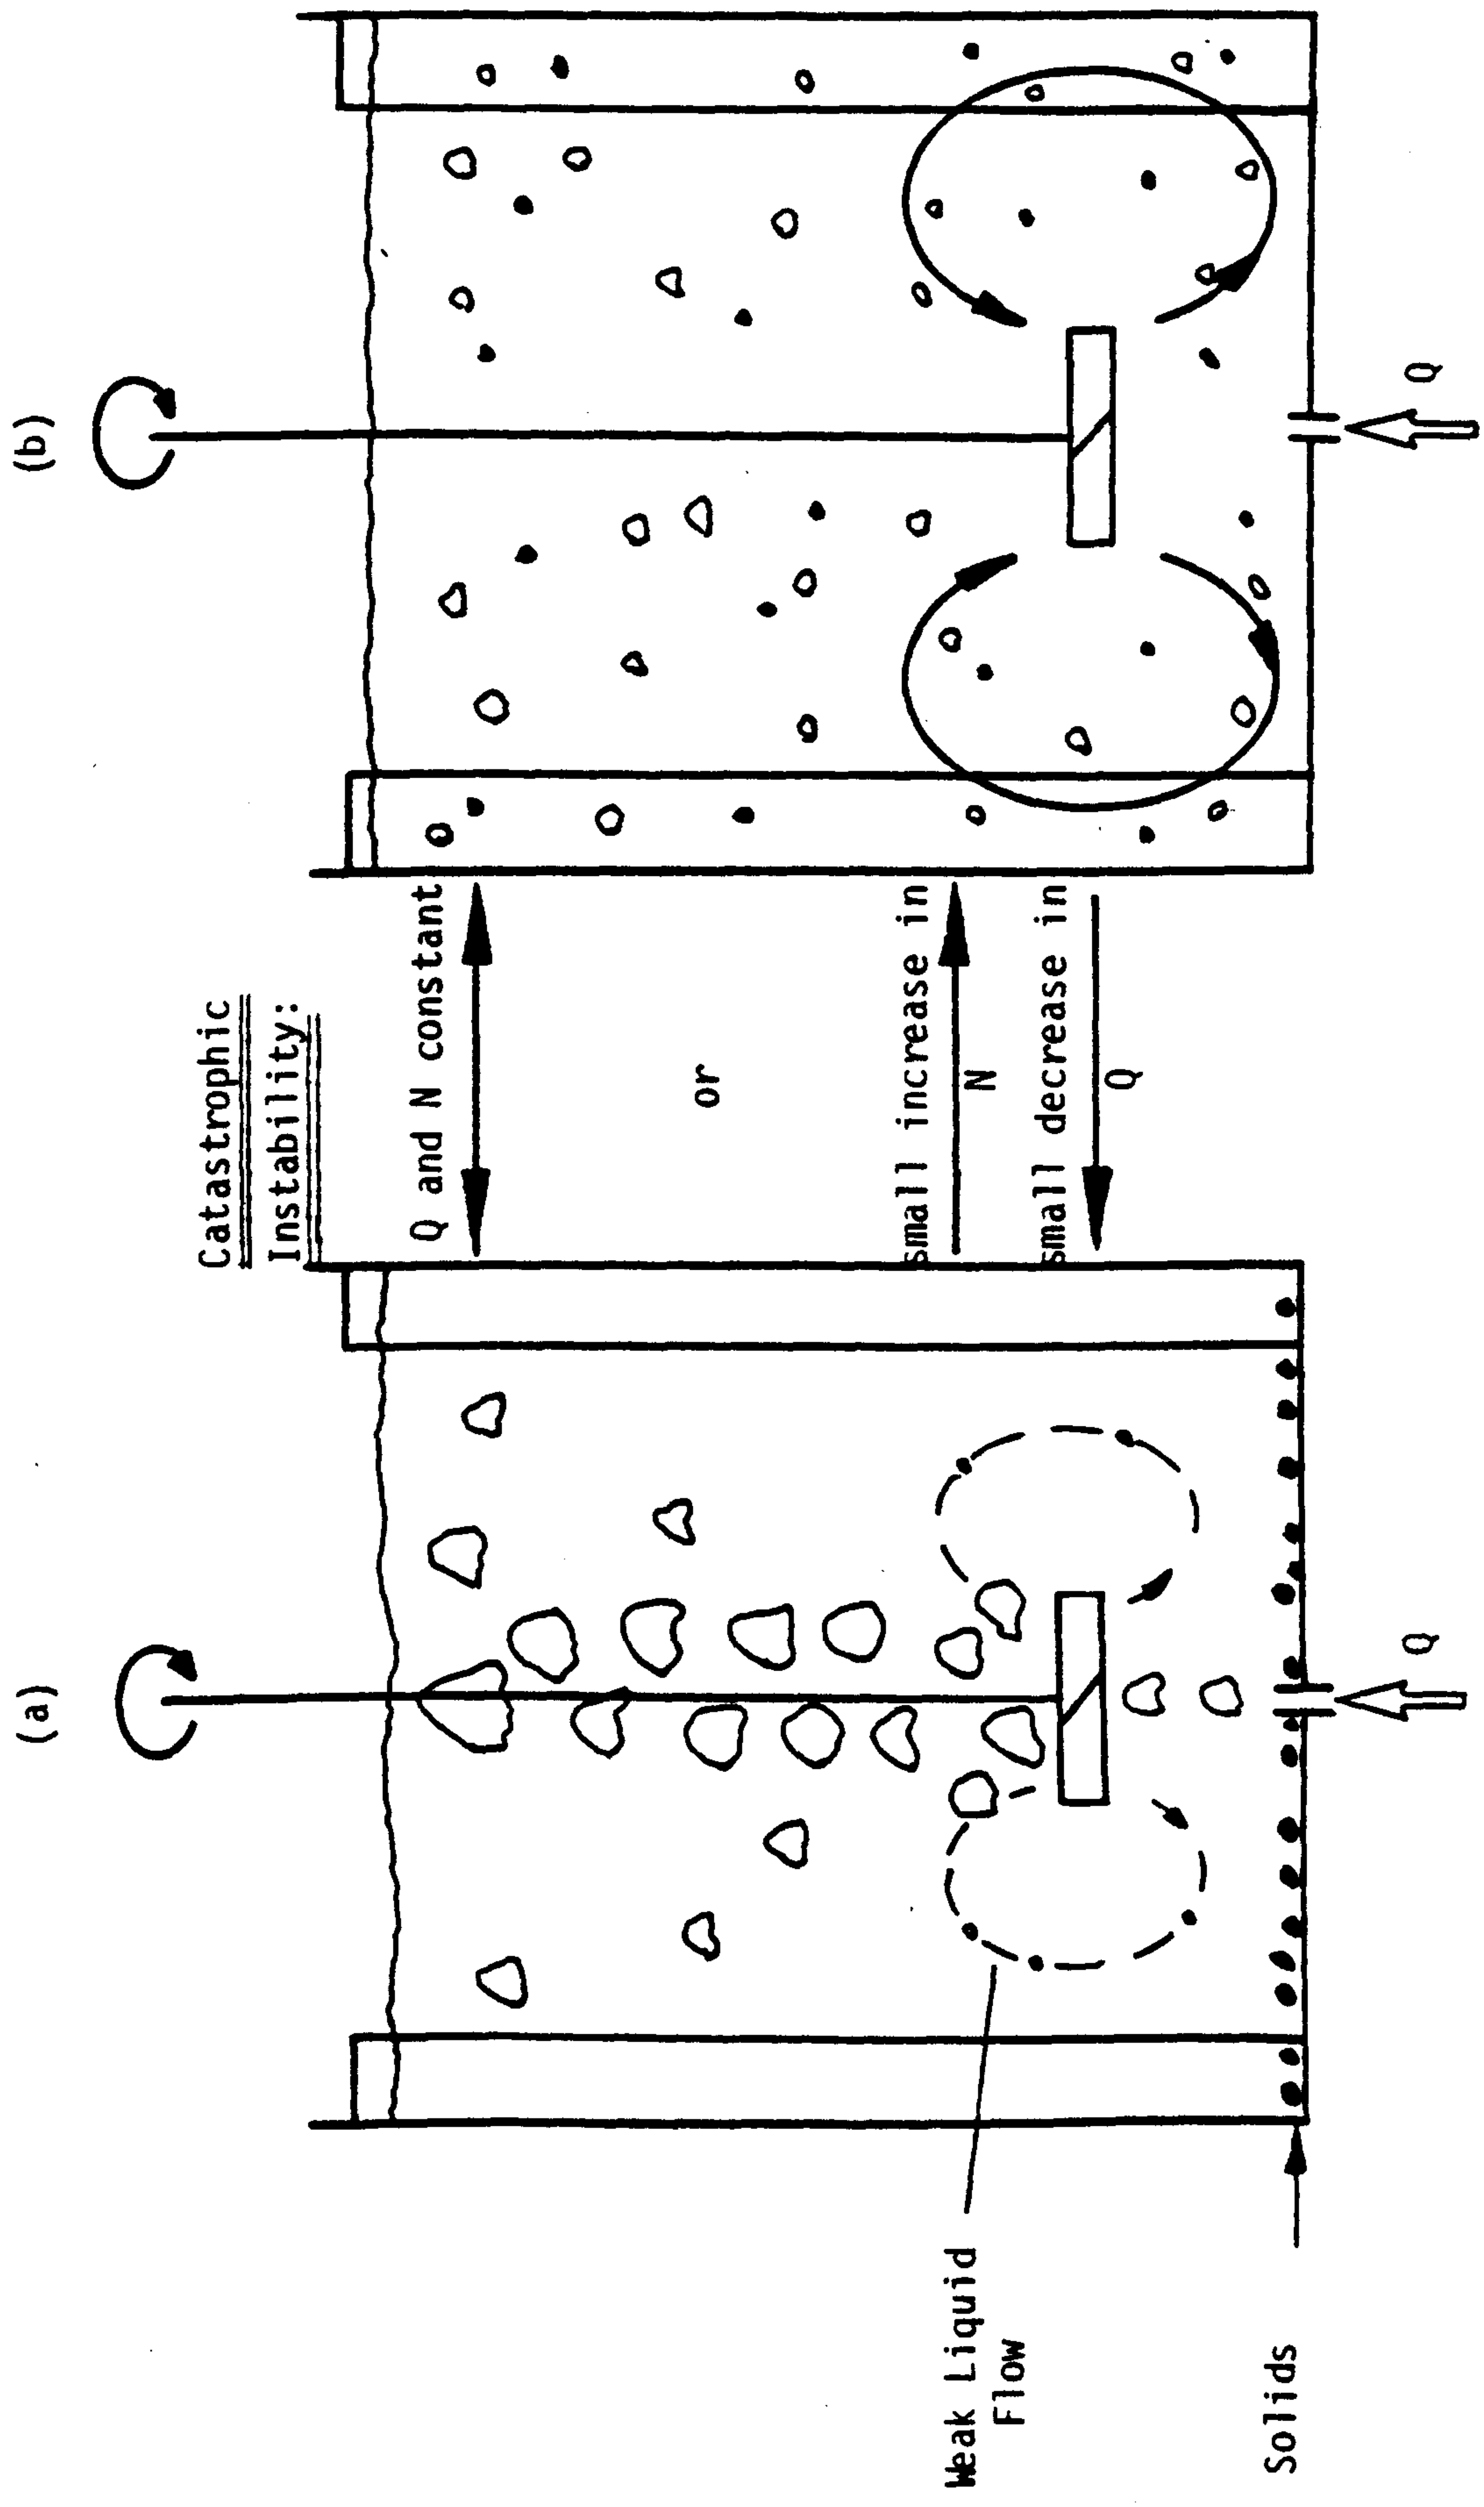 (a)
(b)
Catastrophic
Instability:
Q and N constant
or
Small increase in
N
Small decrease in
Q
Weak Liquid
Flow
Solids
Q
Q